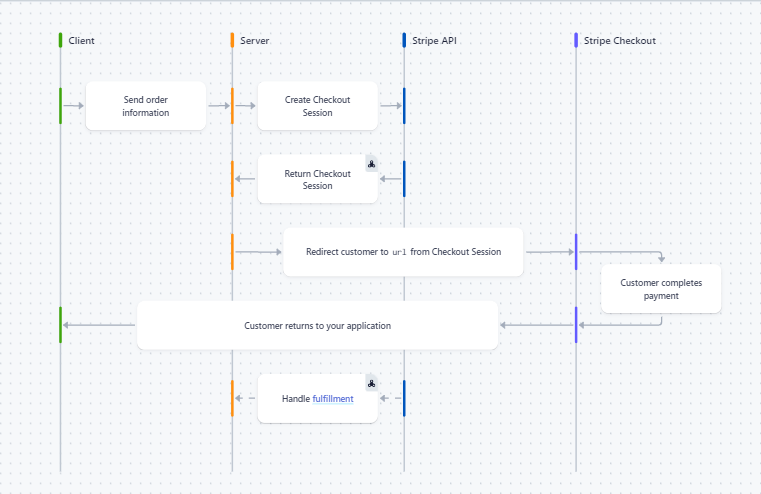 Client
Server
Stripe API
Stripe Checkout
Send order
information
Create Checkout
Session
Return Checkout
Session
Redirect customer to url from Checkout Session
Customer completes
payment
Customer returns to your application
Handle fulfillment